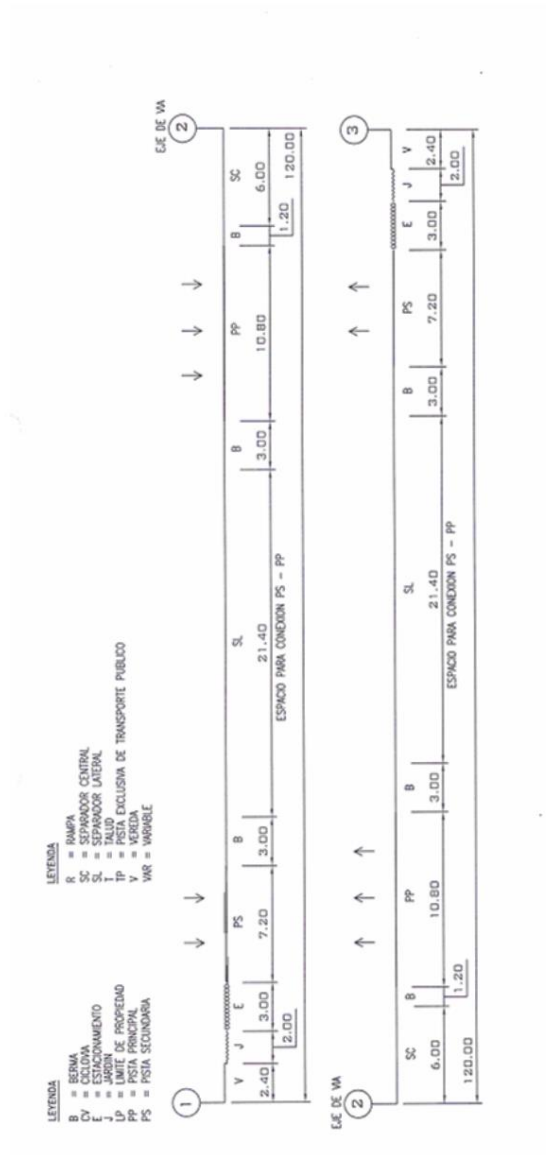 LEYENDA
B = BERMA
CV = CICLOVIA
E = ESTACIONAMIENTO
J = JARDIN
LP = LIMITE DE PROPIEDAD
PP = PISTA PRINCIPAL
PS = PISTA SECUNDARIA
LEYENDA
R = RAMPA
SC = SEPARADOR CENTRAL
SL = SEPARADOR LATERAL
T = TALUD
TP = PISTA EXCLUSIVA DE TRANSPORTE PUBLICO
V = VEREDA
VAR = VARIABLE
EJE DE VIA
1 2
V J E PS B SL B PP B SC
2.40 3.00 7.20 3.00 21.40 3.00 10.80 6.00
2.00 1.20
ESPACIO PARA CONEXION PS - PP
120.00
EJE DE VIA
2 3
SC B PP B SL B PS E J V
6.00 10.80 3.00 21.40 3.00 7.20 3.00 2.40
1.20 2.00
ESPACIO PARA CONEXION PS - PP
120.00